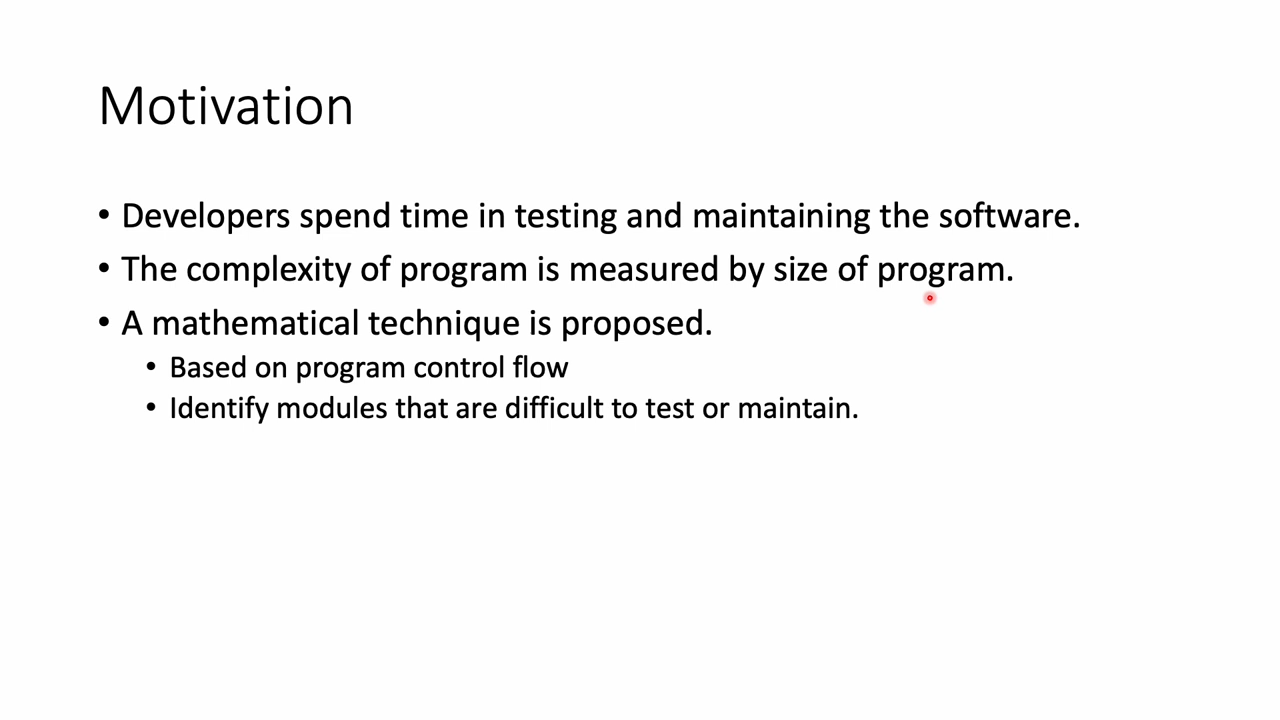 Motivation
• Developers spend time in testing and maintaining the software.
• The complexity of program is measured by size of program.
• A mathematical technique is proposed.
• Based on program control flow
• Identify modules that are difficult to test or maintain.